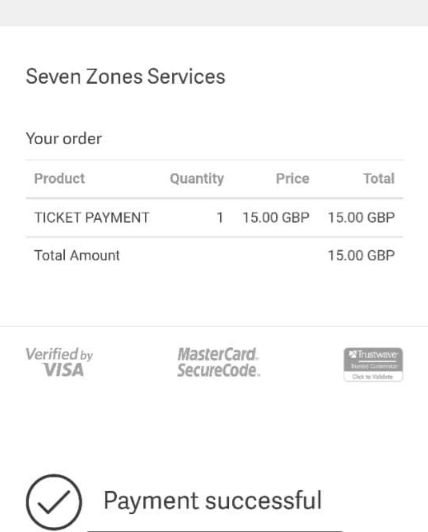 Seven Zones Services
Your order
Product Quantity Price Total
TICKET PAYMENT 1 15.00 GBP 15.00 GBP
Total Amount 15.00 GBP
Verified by VISA
MasterCard. SecureCode.
Trustwave
Trusted Commerce
Click to Validate
Payment successful